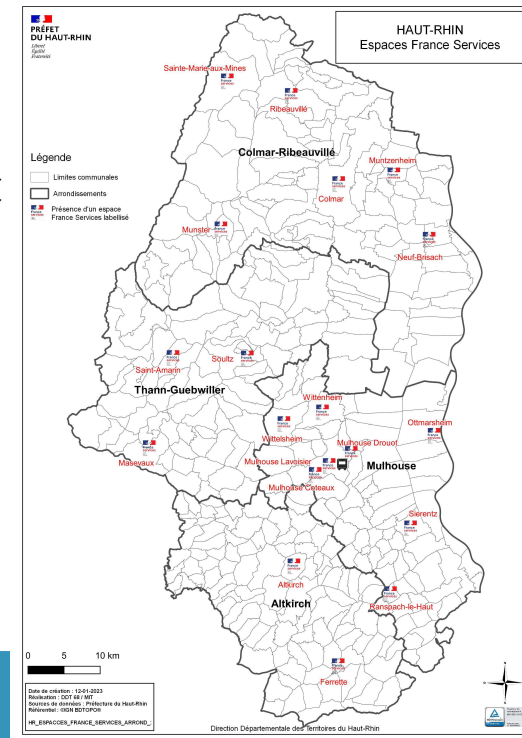 PRÉFET
DU HAUT-RHIN
Liberté
Égalité
Fraternité
HAUT-RHIN
Espaces France Services
Légende
Limites communales
Arrondissements
Présence d'un espace
France Services labellisé
Sainte-Marie-aux-Mines
Ribeauvillé
Colmar-Ribeauvillé
Muntzenheim
Colmar
Munster
Neuf-Brisach
Saint-Amarin
Soultz
Thann-Guebwiller
Wittenheim
Ottmarsheim
Wittelsheim
Mulhouse Drouot
Masevaux
Mulhouse Lavoisier
Mulhouse
Mulhouse Coteaux
Sierentz
Altkirch
Altkirch
Ranspach-le-Haut
Ferrette
0 5 10 km
Date de création : 12-01-2023
Réalisation : DDT 68 / MIT
Sources de données : Préfecture du Haut-Rhin
Référentiel : ©IGN BDTOPO®
HR_ESPACCES_FRANCE_SERVICES_ARROND_:
Direction Départementale des Territoires du Haut-Rhin